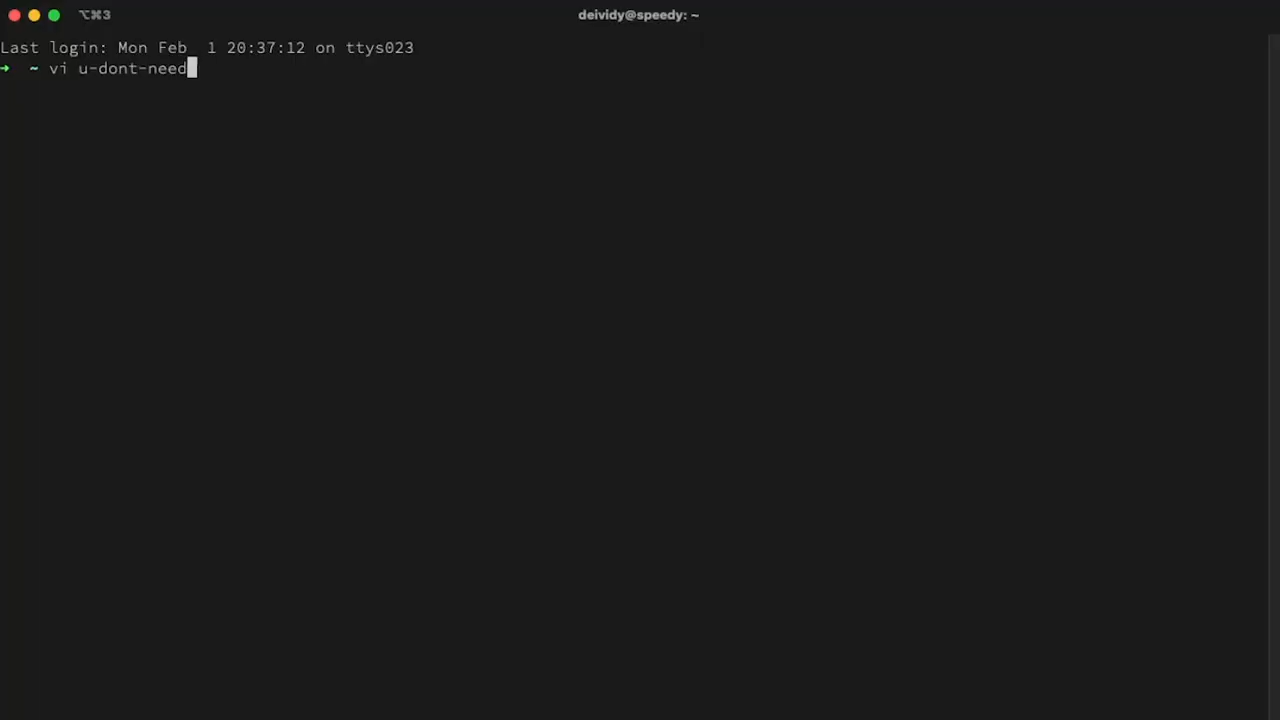 ⌥⌘3
deividy@speedy: ~
Last login: Mon Feb  1 20:37:12 on ttys023
➜  ~ vi u-dont-need